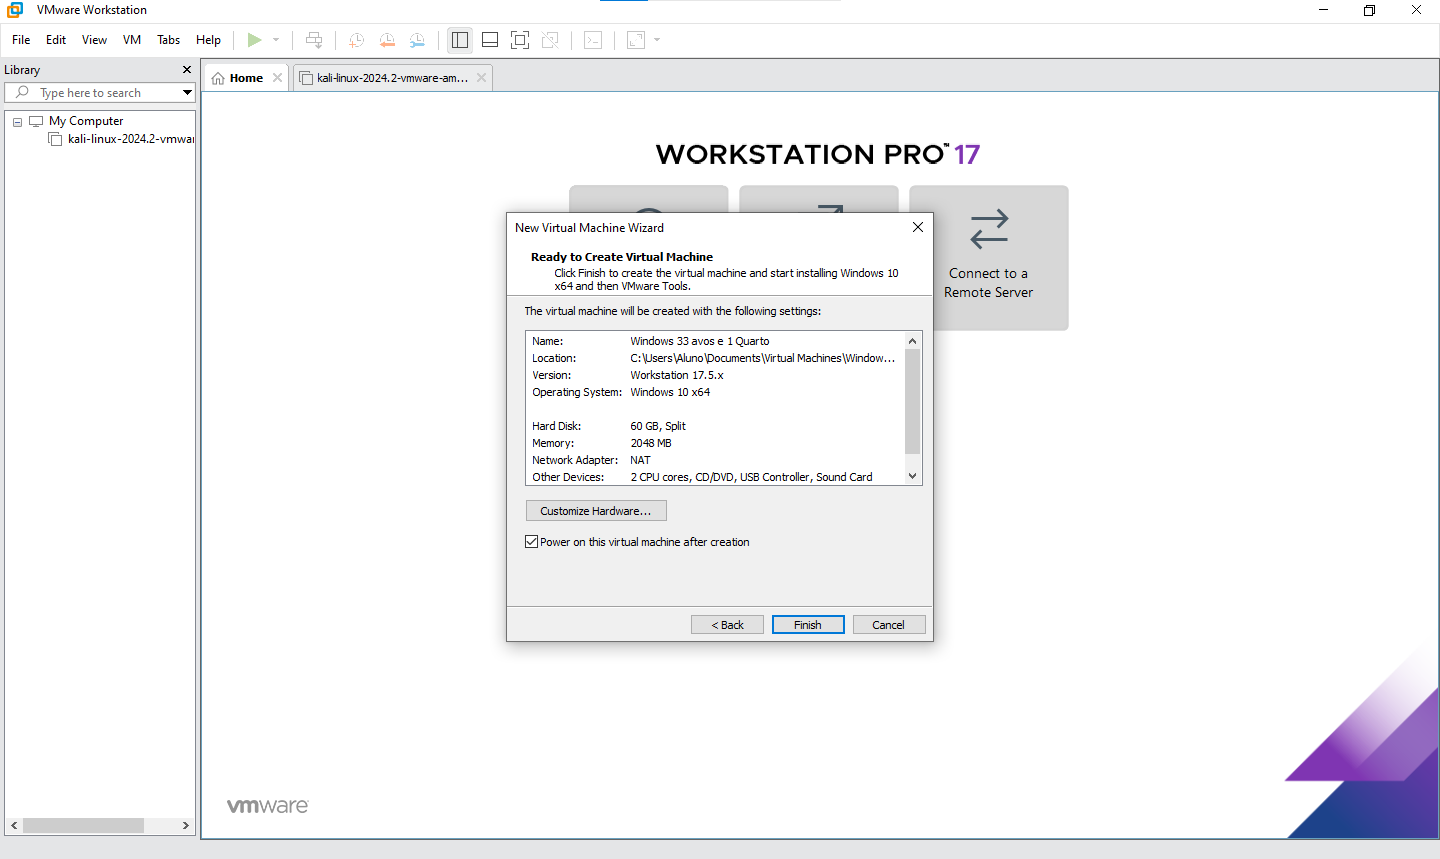 VMware Workstation
File Edit View VM Tabs Help
Library
Type here to search
My Computer
kali-linux-2024.2-vmwar
Home
kali-linux-2024.2-vmware-am...
WORKSTATION PRO™ 17
Connect to a
Remote Server
New Virtual Machine Wizard
Ready to Create Virtual Machine
Click Finish to create the virtual machine and start installing Windows 10
x64 and then VMware Tools.
The virtual machine will be created with the following settings:
Name: Windows 33 avos e 1 Quarto
Location: C:\Users\Aluno\Documents\Virtual Machines\Window...
Version: Workstation 17.5.x
Operating System: Windows 10 x64
Hard Disk: 60 GB, Split
Memory: 2048 MB
Network Adapter: NAT
Other Devices: 2 CPU cores, CD/DVD, USB Controller, Sound Card
Customize Hardware...
Power on this virtual machine after creation
< Back Finish Cancel
vmware